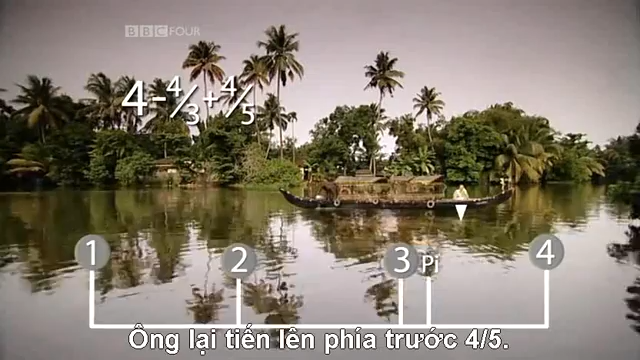 BBC FOUR
4-4/3+4/5
1 2 3 Pi 4
Ông lại tiến lên phía trước 4/5.